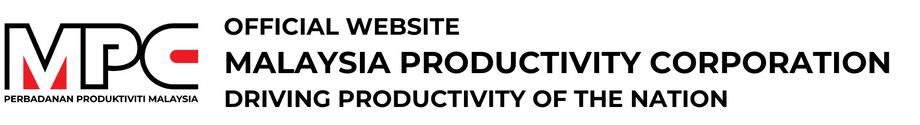 MPC
PERBADANAN PRODUKTIVITI MALAYSIA
OFFICIAL WEBSITE
MALAYSIA PRODUCTIVITY CORPORATION
DRIVING PRODUCTIVITY OF THE NATION